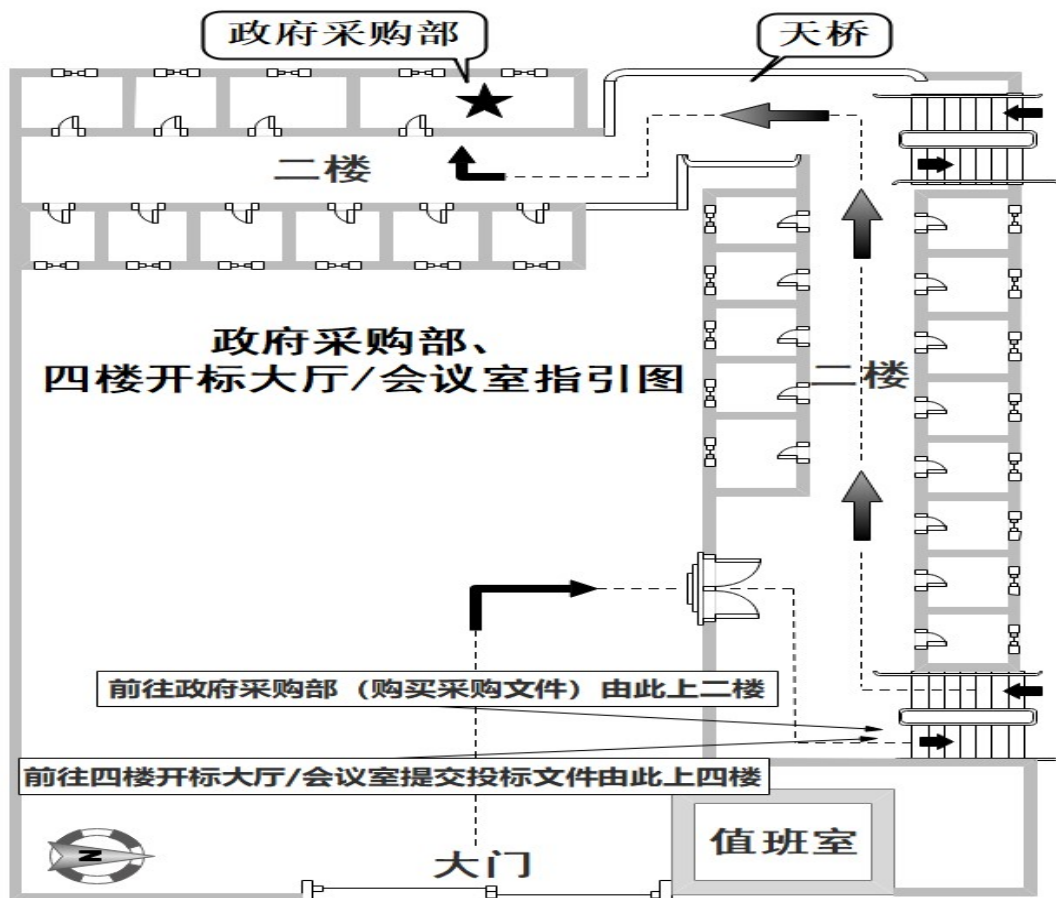 政府采购部
天桥
二楼
政府采购部、
四楼开标大厅/会议室指引图
二楼
前往政府采购部（购买采购文件）由此上二楼
前往四楼开标大厅/会议室提交投标文件由此上四楼
值班室
大门
N